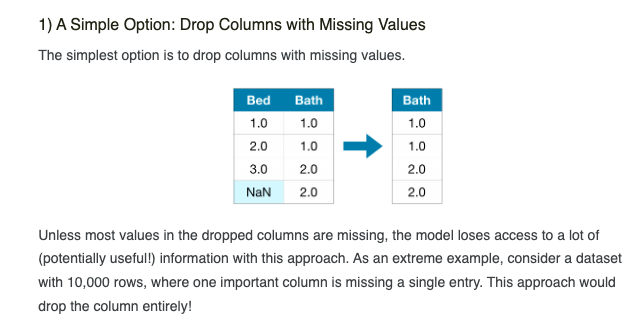 1) A Simple Option: Drop Columns with Missing Values
The simplest option is to drop columns with missing values.
Bed Bath Bath
1.0 1.0 1.0
2.0 1.0 1.0
3.0 2.0 2.0
NaN 2.0 2.0
Unless most values in the dropped columns are missing, the model loses access to a lot of
(potentially useful!) information with this approach. As an extreme example, consider a dataset
with 10,000 rows, where one important column is missing a single entry. This approach would
drop the column entirely!